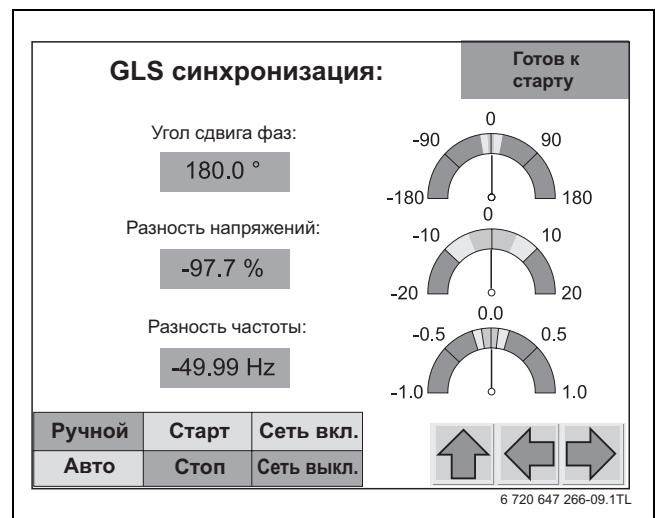 GLS синхронизация:
Готов к
старту
Угол сдвига фаз:
180.0 °
0
-90
90
-180
180
Разность напряжений:
-97.7 %
0
-10
10
-20
20
Разность частоты:
-49.99 Hz
0.0
-0.5
0.5
-1.0
1.0
Ручной Старт Сеть вкл.
Авто Стоп Сеть выкл.
6 720 647 266-09.1TL